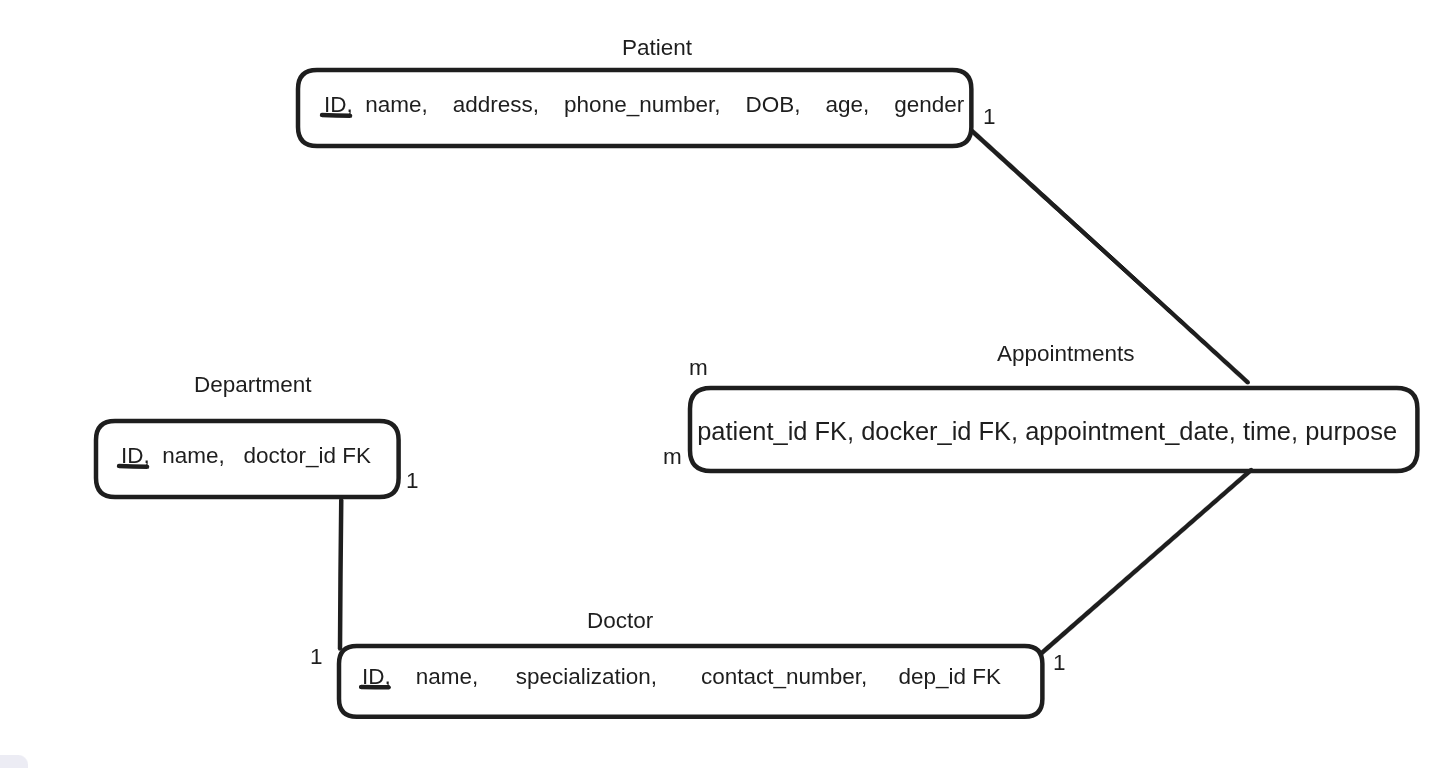 Patient
ID, name, address, phone_number, DOB, age, gender
1
Appointments
m
Department
patient_id FK, docker_id FK, appointment_date, time, purpose
ID, name, doctor_id FK
m
1
Doctor
1
1
ID, name, specialization, contact_number, dep_id FK